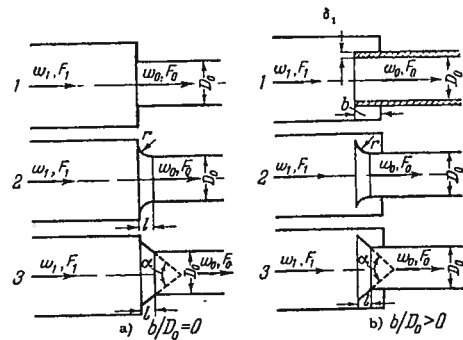 δ₁
w₁, F₁ w₀, F₀ D₀
1
w₁, F₁ w₀, F₀ D₀
1 b
r
w₁, F₁ w₀, F₀ D₀
2 l
r
w₁, F₁ w₀, F₀ D₀
2
w₁, F₁ α D₀ w₀, F₀
3 l
w₁, F₁ α w₀, F₀ D₀
3 l
a) b/D₀=0
b) b/D₀>0